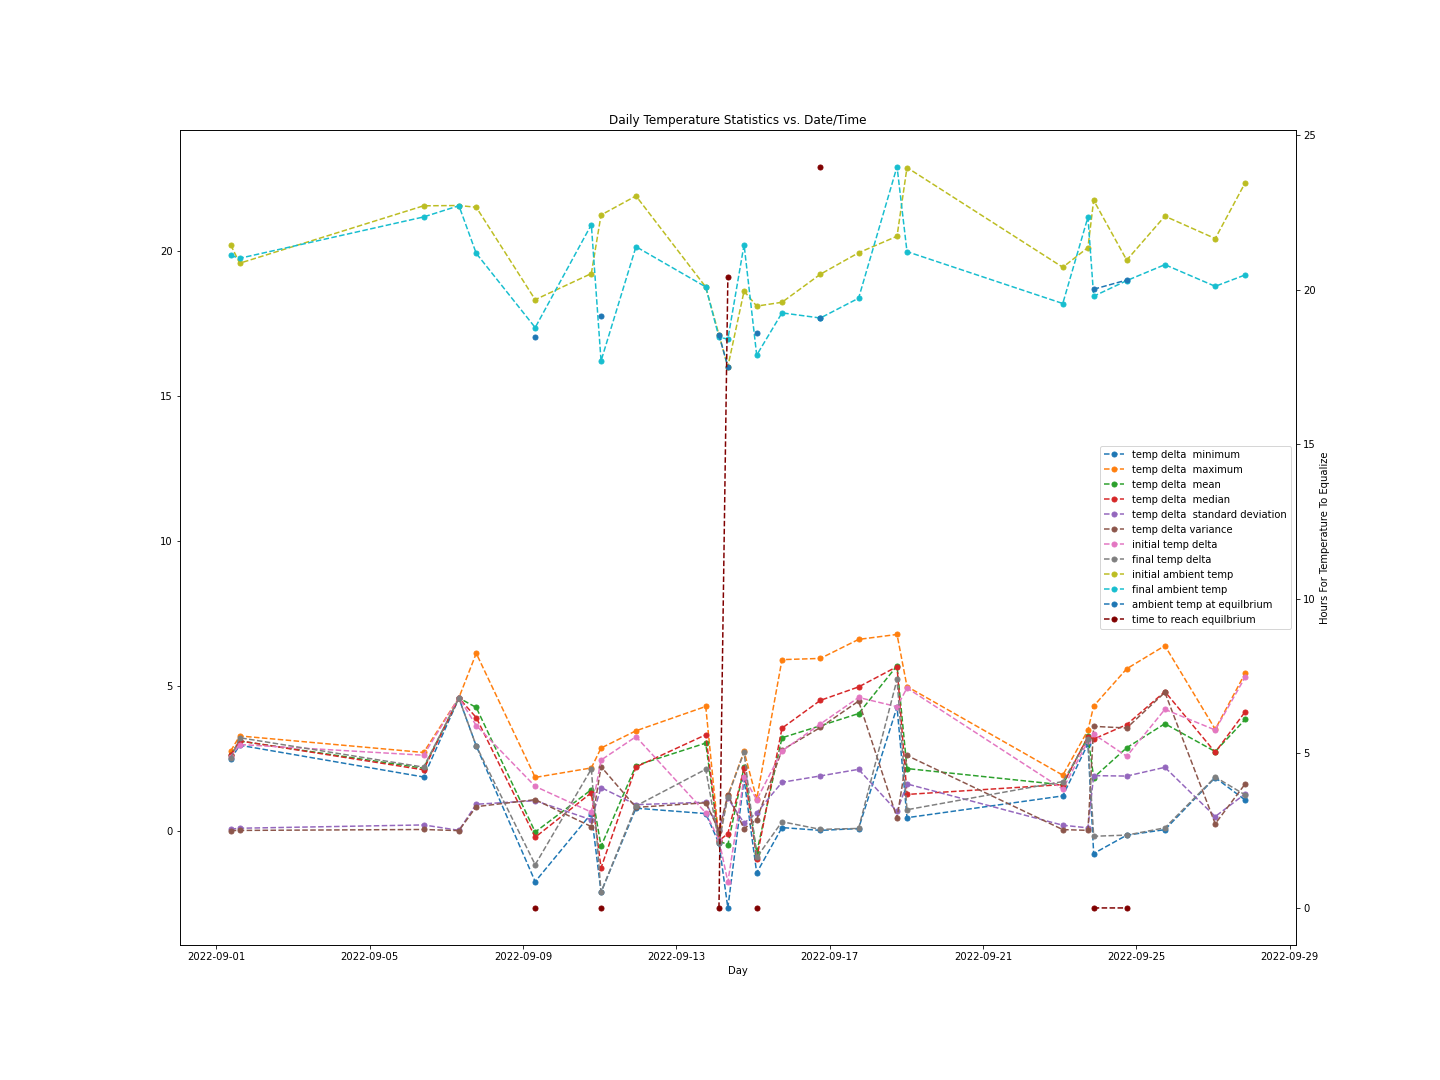 Daily Temperature Statistics vs. Date/Time
25
20
20
15
15
10
10
5
5
0
0
Hours For Temperature To Equalize
temp delta  minimum
temp delta  maximum
temp delta  mean
temp delta  median
temp delta  standard deviation
temp delta variance
initial temp delta
final temp delta
initial ambient temp
final ambient temp
ambient temp at equilbrium
time to reach equilbrium
2022-09-01 2022-09-05 2022-09-09 2022-09-13 2022-09-17 2022-09-21 2022-09-25 2022-09-29
Day